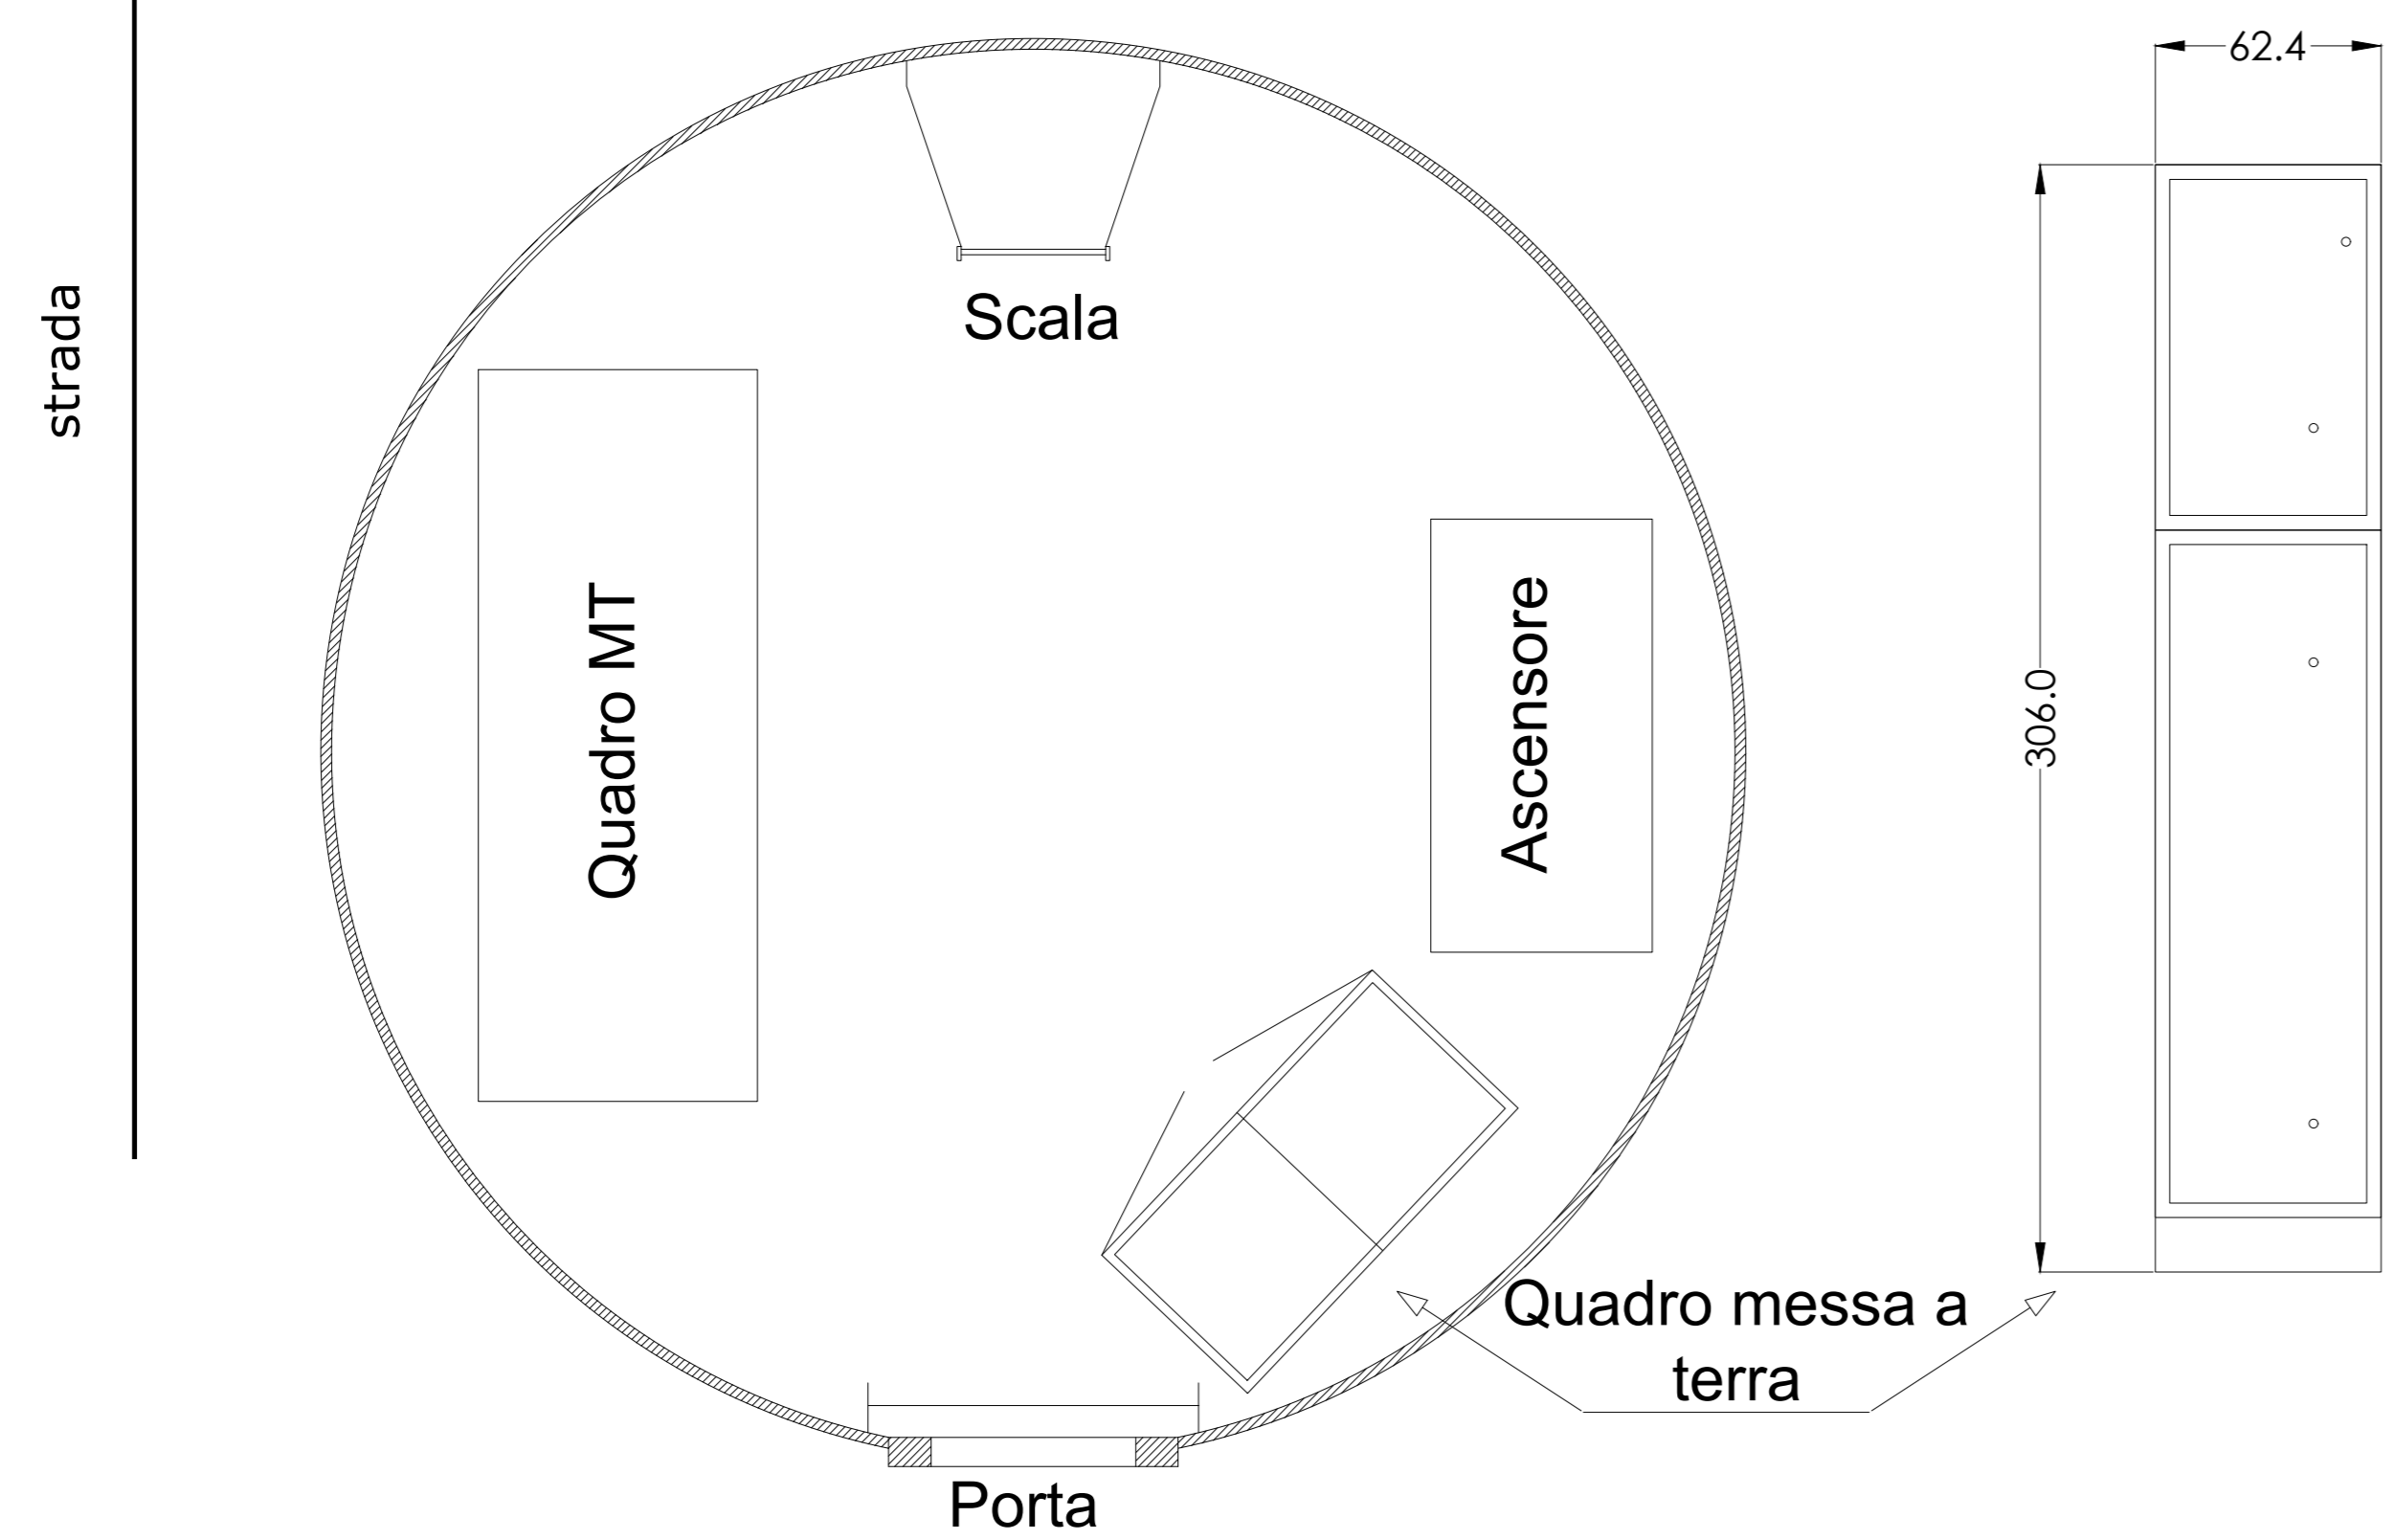 62.4
strada
Scala
Quadro MT
Ascensore
306.0
Quadro messa a
terra
Porta